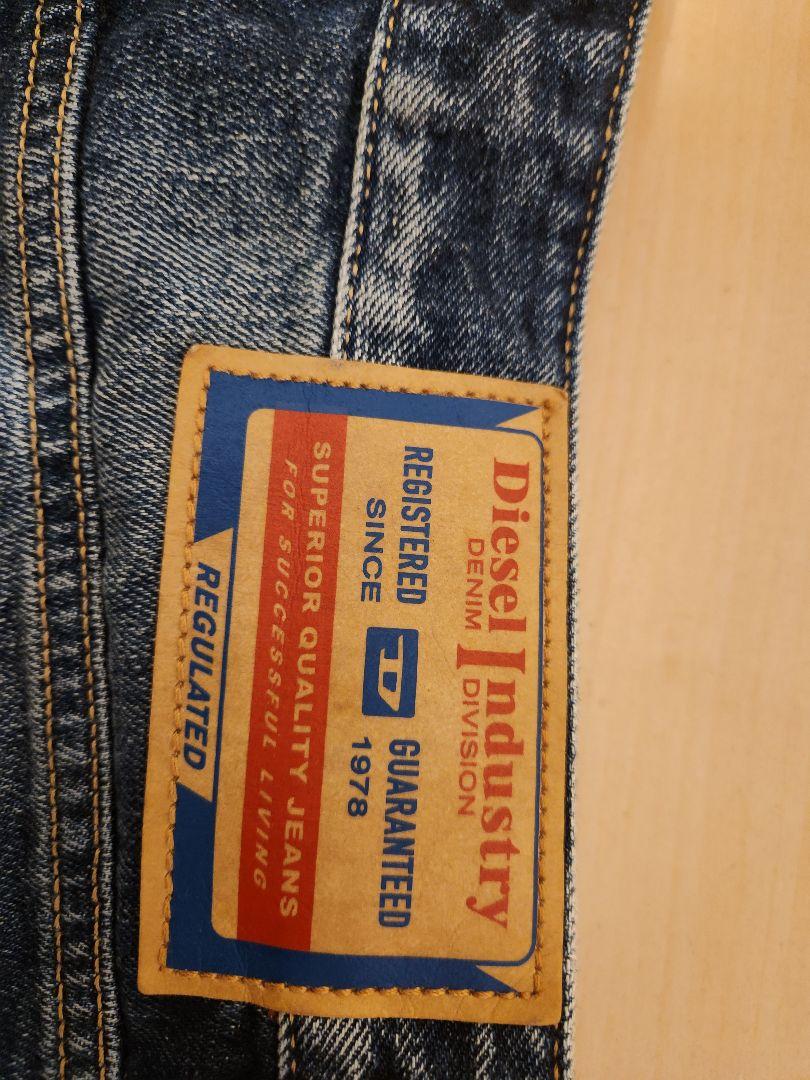 Diesel Industry
DENIM DIVISION
REGISTERED D GUARANTEED
SINCE 1978
SUPERIOR QUALITY JEANS
FOR SUCCESSFUL LIVING
REGULATED